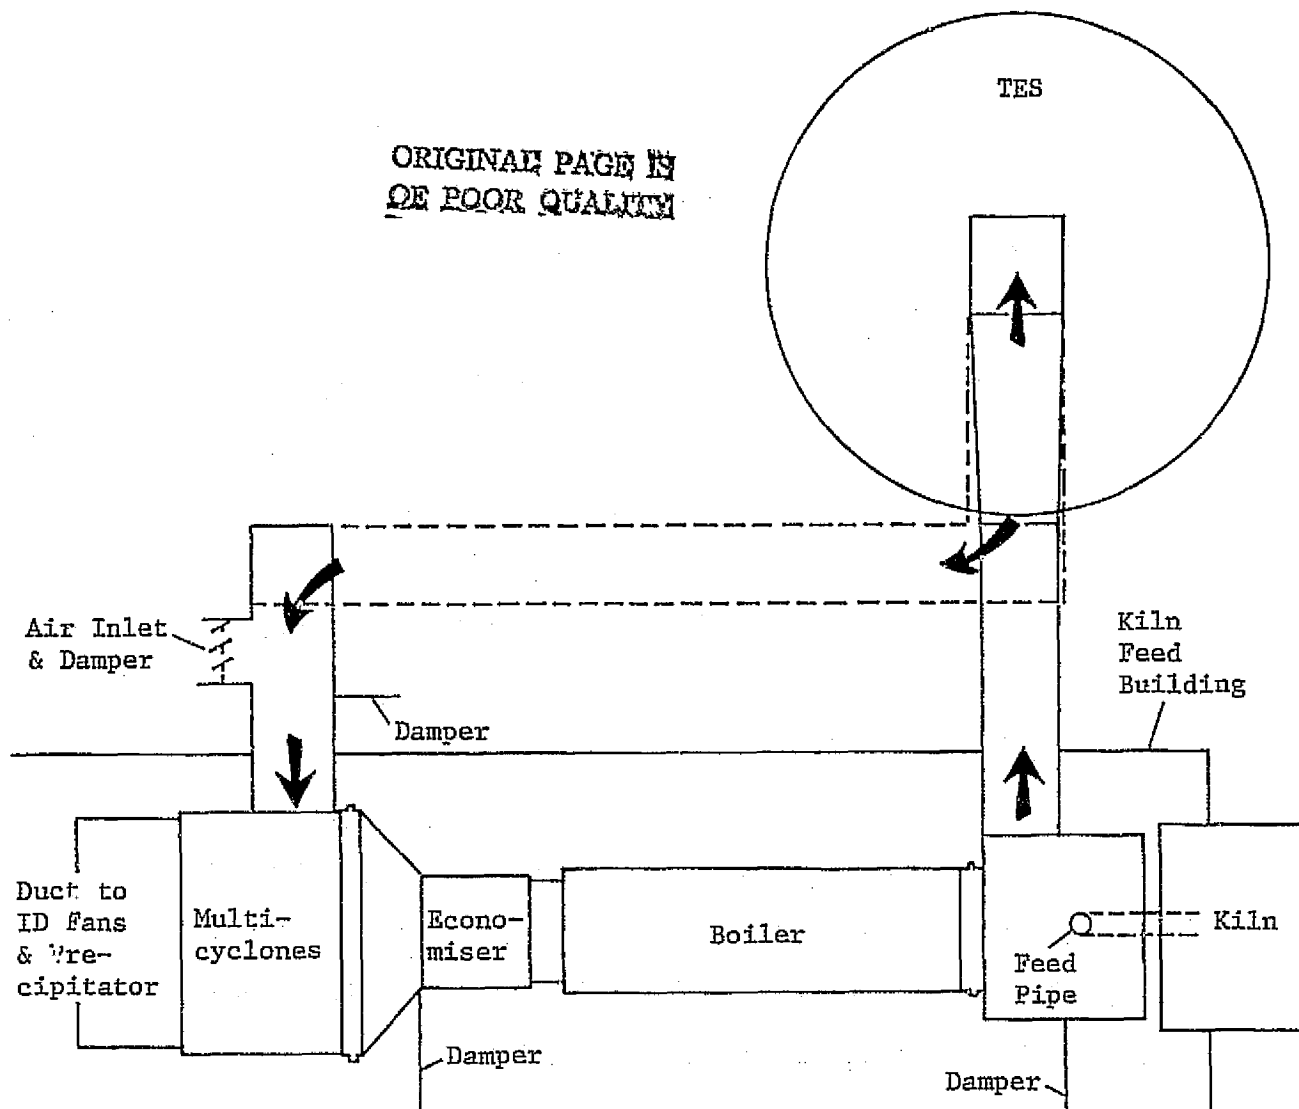 TES
ORIGINAL PAGE IS
OF POOR QUALITY
Air Inlet
& Damper
Damper
Kiln
Feed
Building
Duct to
ID Fans
& Pre-
cipitator
Multi-
cyclones
Econo-
miser
Boiler
Feed
Pipe
Kiln
Damper
Damper